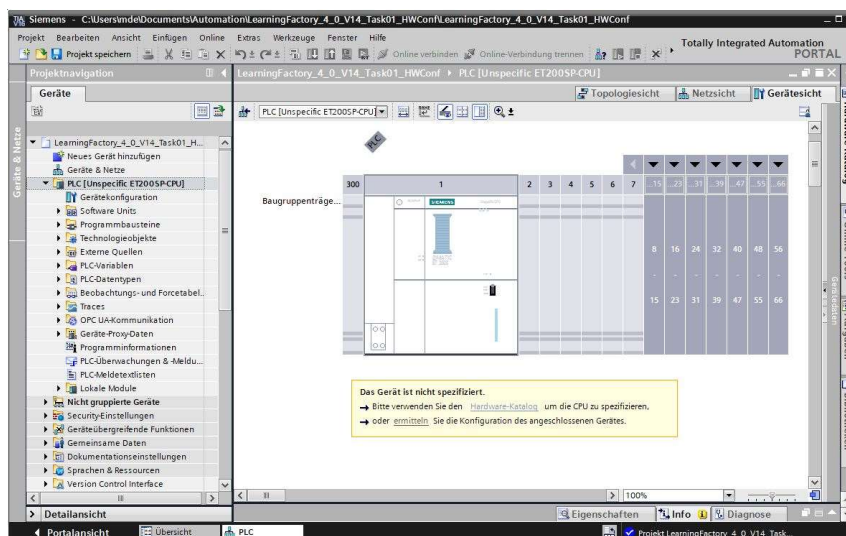 Siemens - C:\Users\mde\Documents\Automation\LearningFactory_4_0_V14_Task01_HWConf\LearningFactory_4_0_V14_Task01_HWConf
Projekt Bearbeiten Ansicht Einfügen Online Extras Werkzeuge Fenster Hilfe
Projekt speichern
Online verbinden
Online-Verbindung trennen
Totally Integrated Automation
PORTAL
Projektnavigation
LearningFactory_4_0_V14_Task01_HWConf PLC [Unspecific ET200SP-CPU]
Geräte
Topologiesicht Netzsicht Gerätesicht
PLC [Unspecific ET200SP-CPU]
Geräte & Netze
LearningFactory_4_0_V14_Task01_H...
Neues Gerät hinzufügen
Geräte & Netze
PLC [Unspecific ET200SP-CPU]
Gerätekonfiguration
Software Units
Programmbausteine
Technologieobjekte
Externe Quellen
PLC-Variablen
PLC-Datentypen
Beobachtungs- und Forcetabel..
Traces
OPC UA-Kommunikation
Geräte-Proxy-Daten
Programminformationen
PLC-Überwachungen & -Meldu...
PLC-Meldetextlisten
Lokale Module
Nicht gruppierte Geräte
Security-Einstellungen
Geräteübergreifende Funktionen
Gemeinsame Daten
Dokumentationseinstellungen
Sprachen & Ressourcen
Version Control Interface
PLC
300 1 2 3 4 5 6 7 ...15 ...23 ...31 ...39 ...47 ...55 ...66
Baugruppenträge...
SIEMENS
8 16 24 32 40 48 56
- - - - - - -
15 23 31 39 47 55 66
Das Gerät ist nicht spezifiziert.
Bitte verwenden Sie den Hardware-Katalog um die CPU zu spezifizieren,
oder ermitteln Sie die Konfiguration des angeschlossenen Gerätes.
Gerätedaten
100%
Detailansicht
Eigenschaften Info Diagnose
Portalansicht Übersicht PLC
Projekt LearningFactory_4_0_V14_Task...